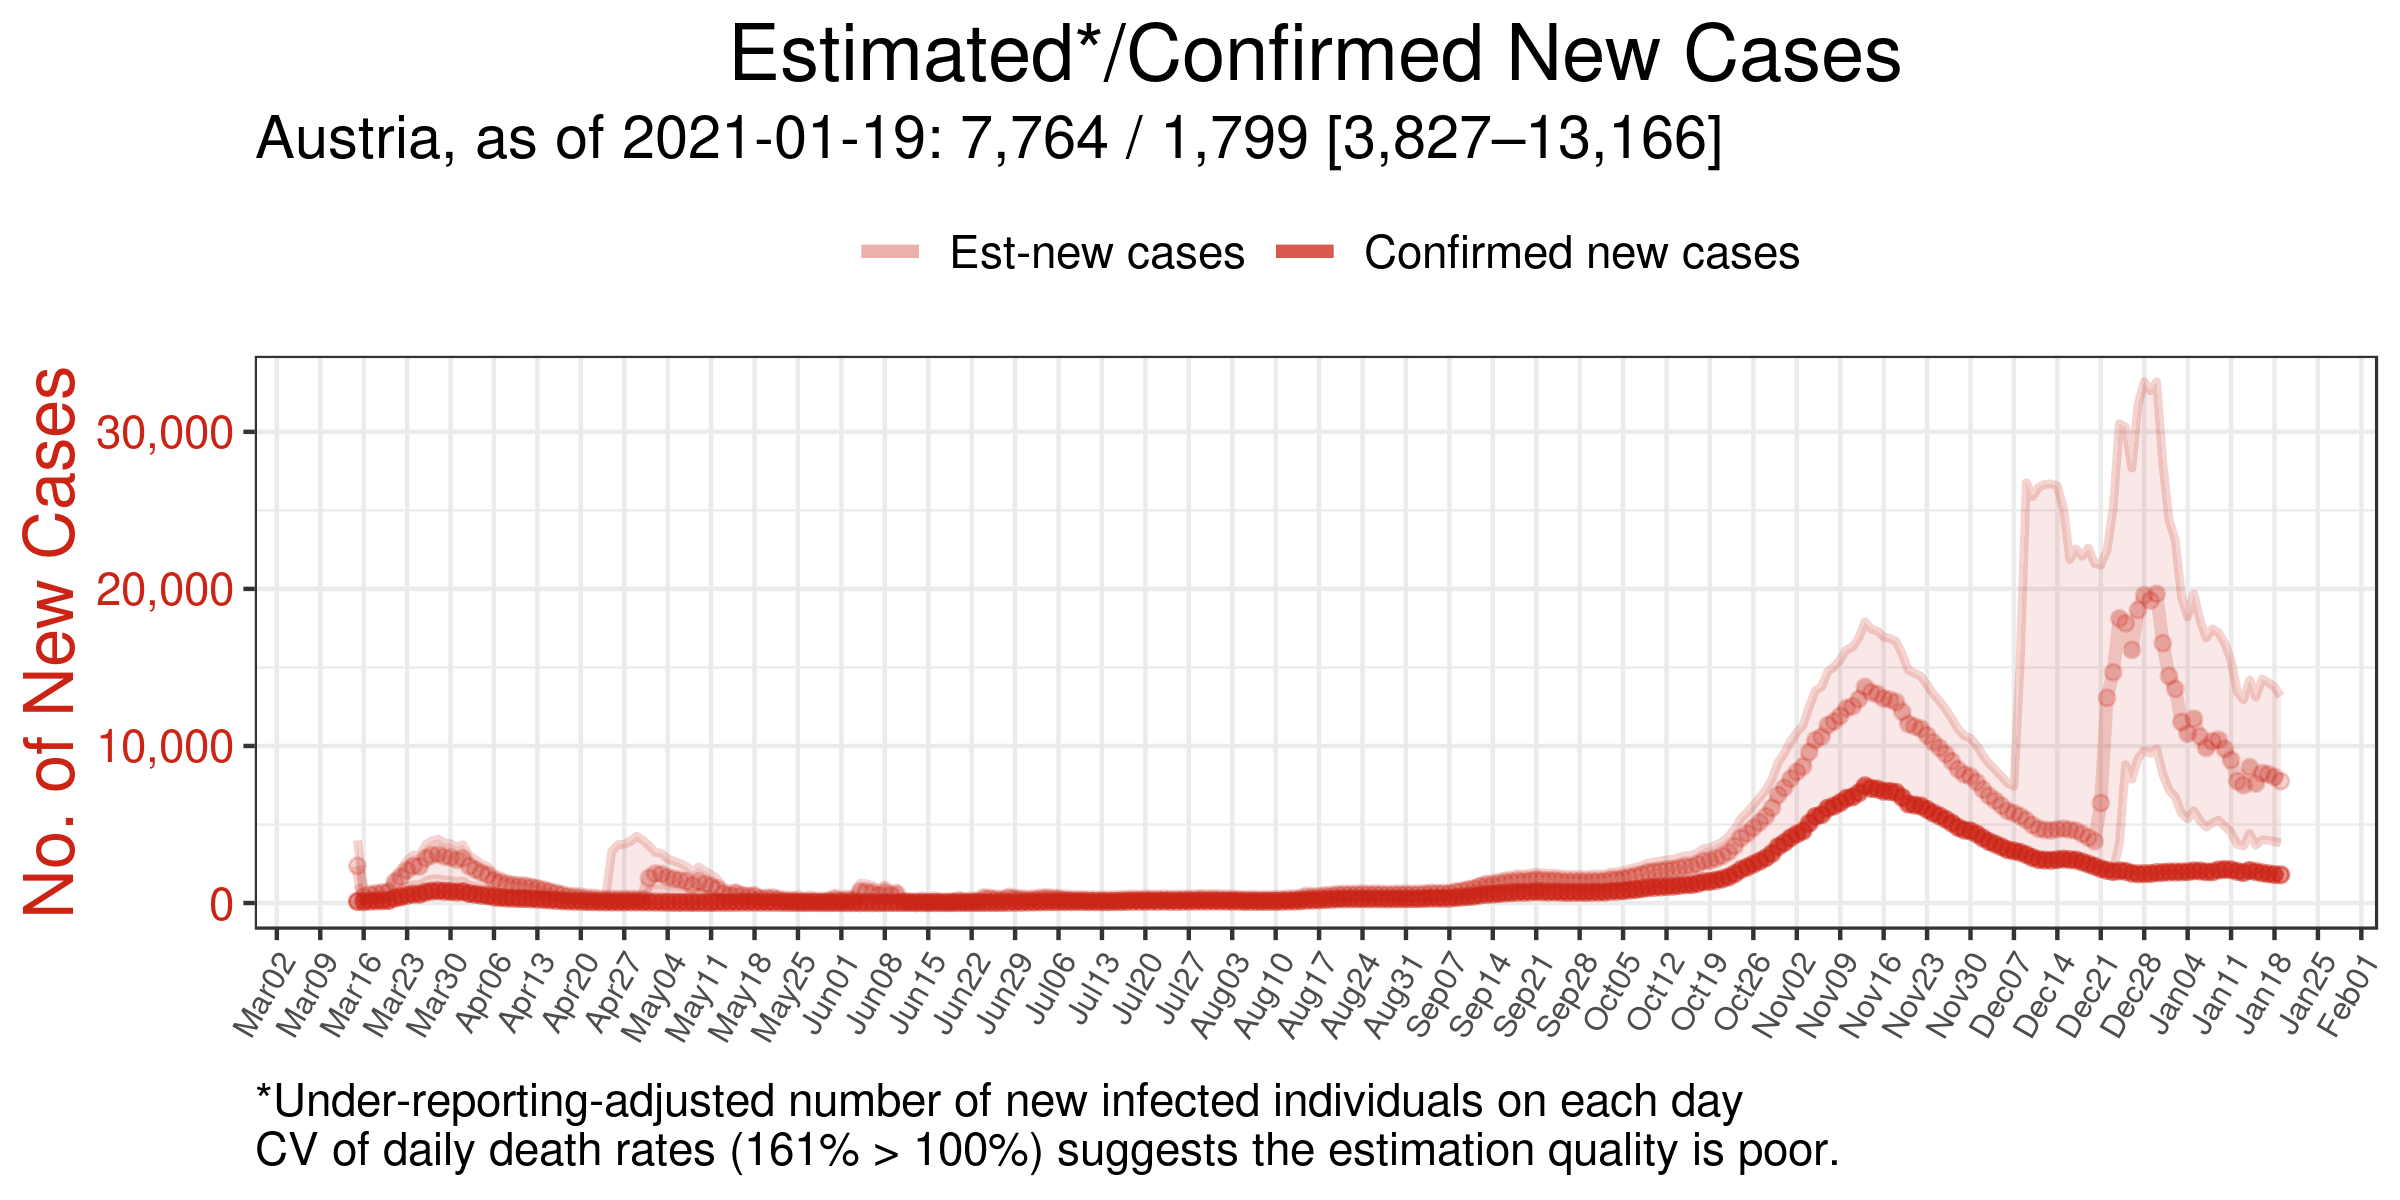 Estimated*/Confirmed New Cases
Austria, as of 2021-01-19: 7,764 / 1,799 [3,827–13,166]
Est-new cases
Confirmed new cases
No. of New Cases
30,000
20,000
10,000
0
Mar02
Mar09
Mar16
Mar23
Mar30
Apr06
Apr13
Apr20
Apr27
May04
May11
May18
May25
Jun01
Jun08
Jun15
Jun22
Jun29
Jul06
Jul13
Jul20
Jul27
Aug03
Aug10
Aug17
Aug24
Aug31
Sep07
Sep14
Sep21
Sep28
Oct05
Oct12
Oct19
Oct26
Nov02
Nov09
Nov16
Nov23
Nov30
Dec07
Dec14
Dec21
Dec28
Jan04
Jan11
Jan18
Jan25
Feb01
*Under-reporting-adjusted number of new infected individuals on each day
CV of daily death rates (161% > 100%) suggests the estimation quality is poor.